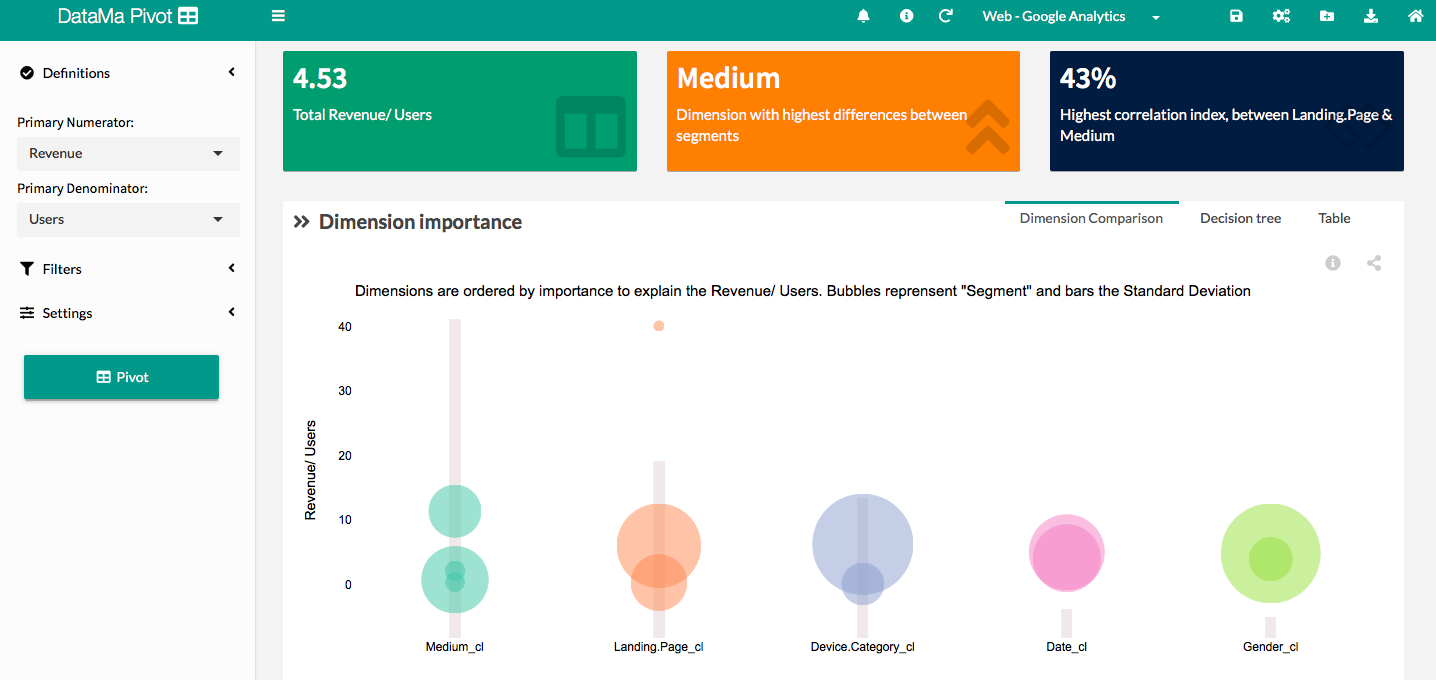 DataMa Pivot
Web - Google Analytics
Definitions
Primary Numerator:
Revenue
Primary Denominator:
Users
Filters
Settings
Pivot
4.53
Total Revenue/ Users
Medium
Dimension with highest differences between
segments
43%
Highest correlation index, between Landing.Page &
Medium
Dimension importance
Dimension Comparison
Decision tree
Table
Dimensions are ordered by importance to explain the Revenue/ Users. Bubbles reprensent "Segment" and bars the Standard Deviation
Revenue/ Users
40
30
20
10
0
Medium_cl
Landing.Page_cl
Device.Category_cl
Date_cl
Gender_cl